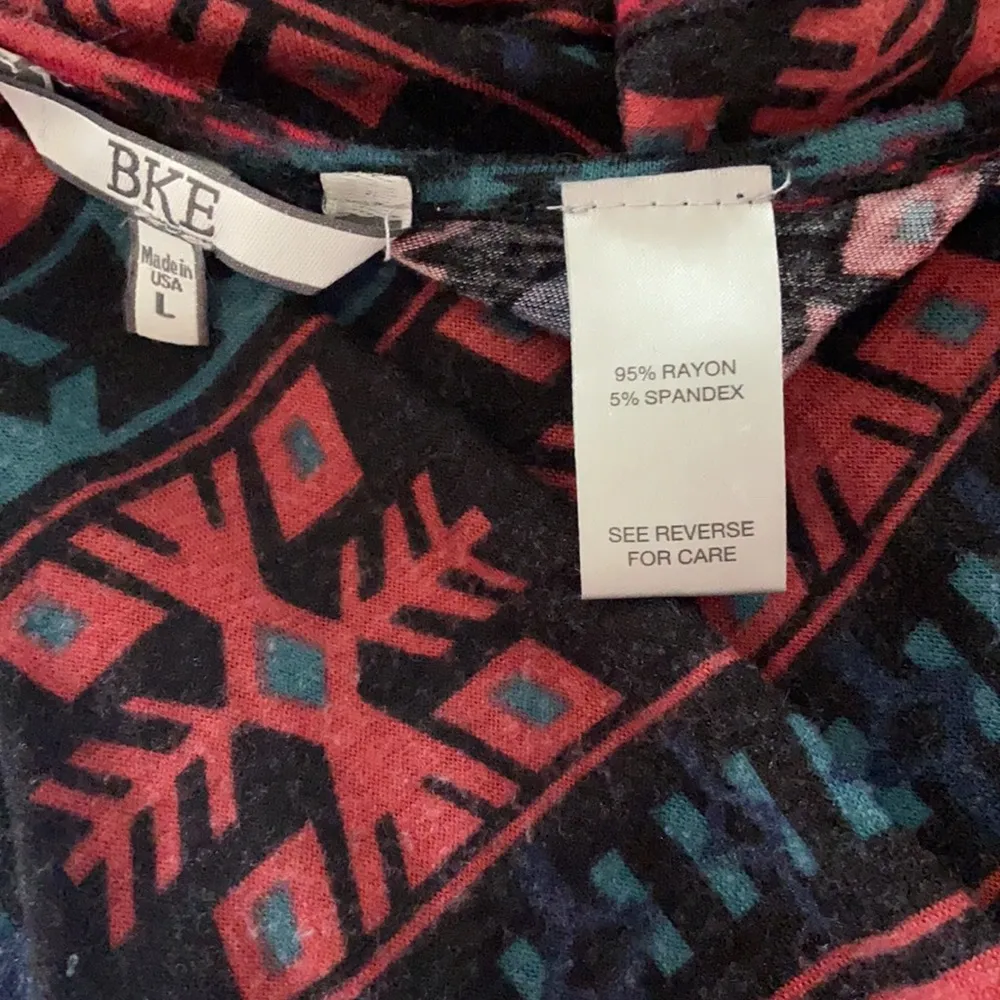 BKE
Made in
USA
L
95% RAYON
5% SPANDEX
SEE REVERSE
FOR CARE